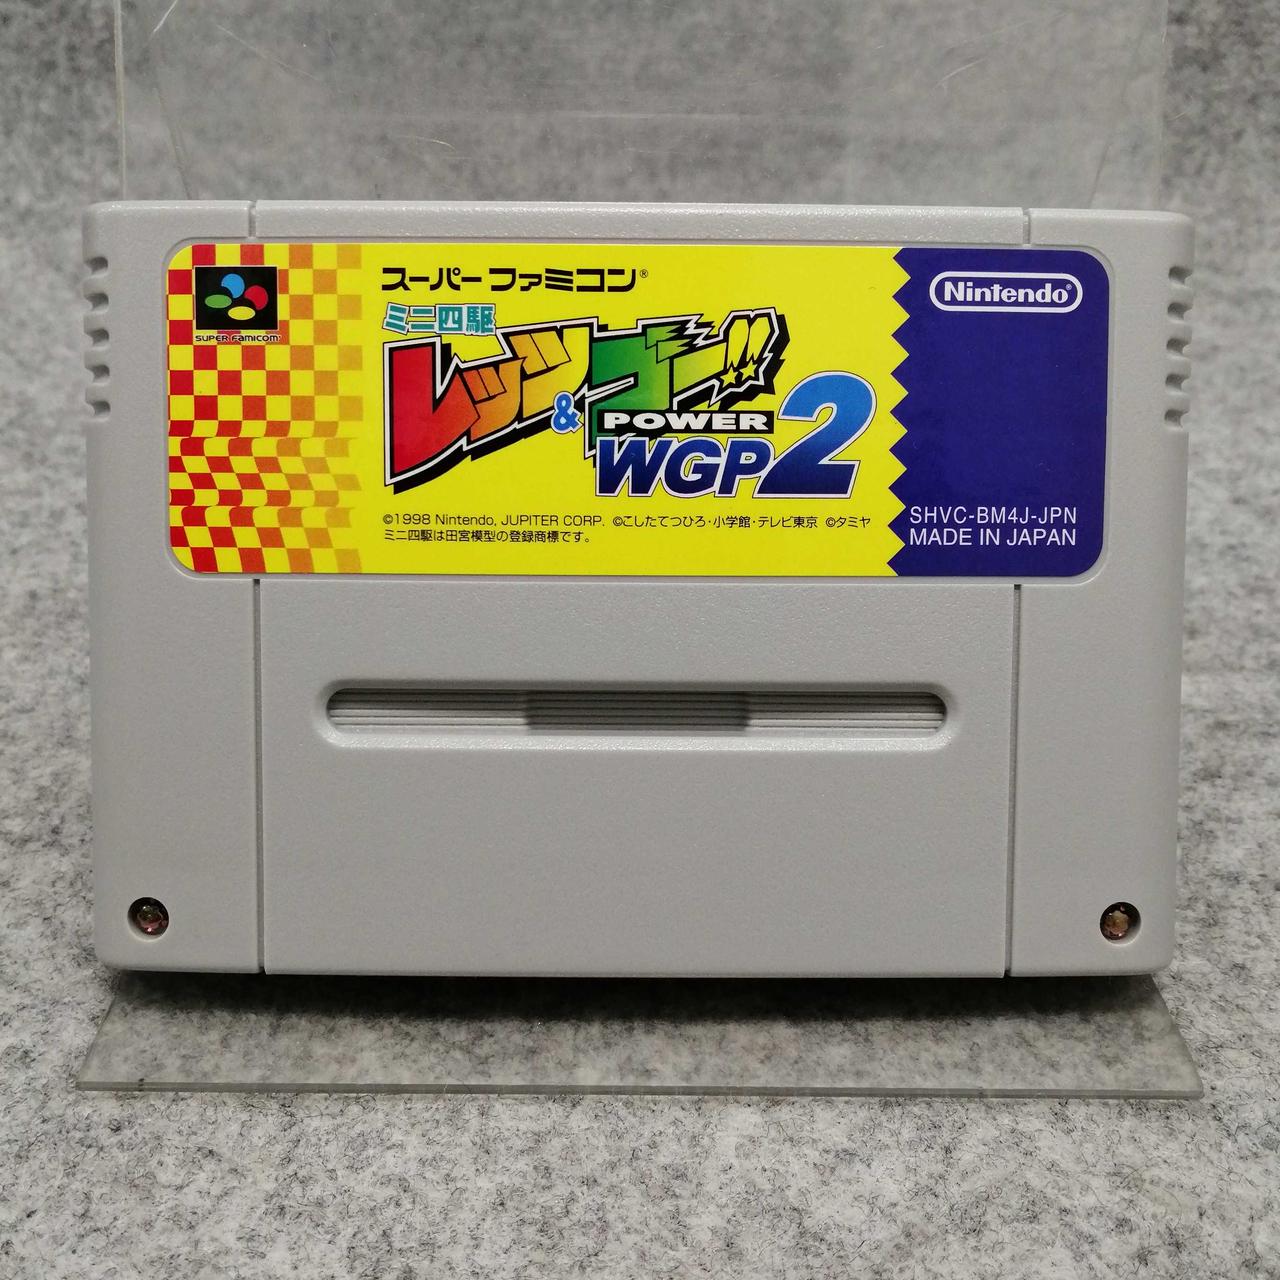 スーパーファミコン®
SUPER FAMICOM
Nintendo®
ミニ四駆
レッツ
&
ゴー!!
POWER
WGP2
©1998 Nintendo, JUPITER CORP. ©こしたてつひろ・小学館・テレビ東京 ©タミヤ
ミニ四駆は田宮模型の登録商標です。
SHVC-BM4J-JPN
MADE IN JAPAN